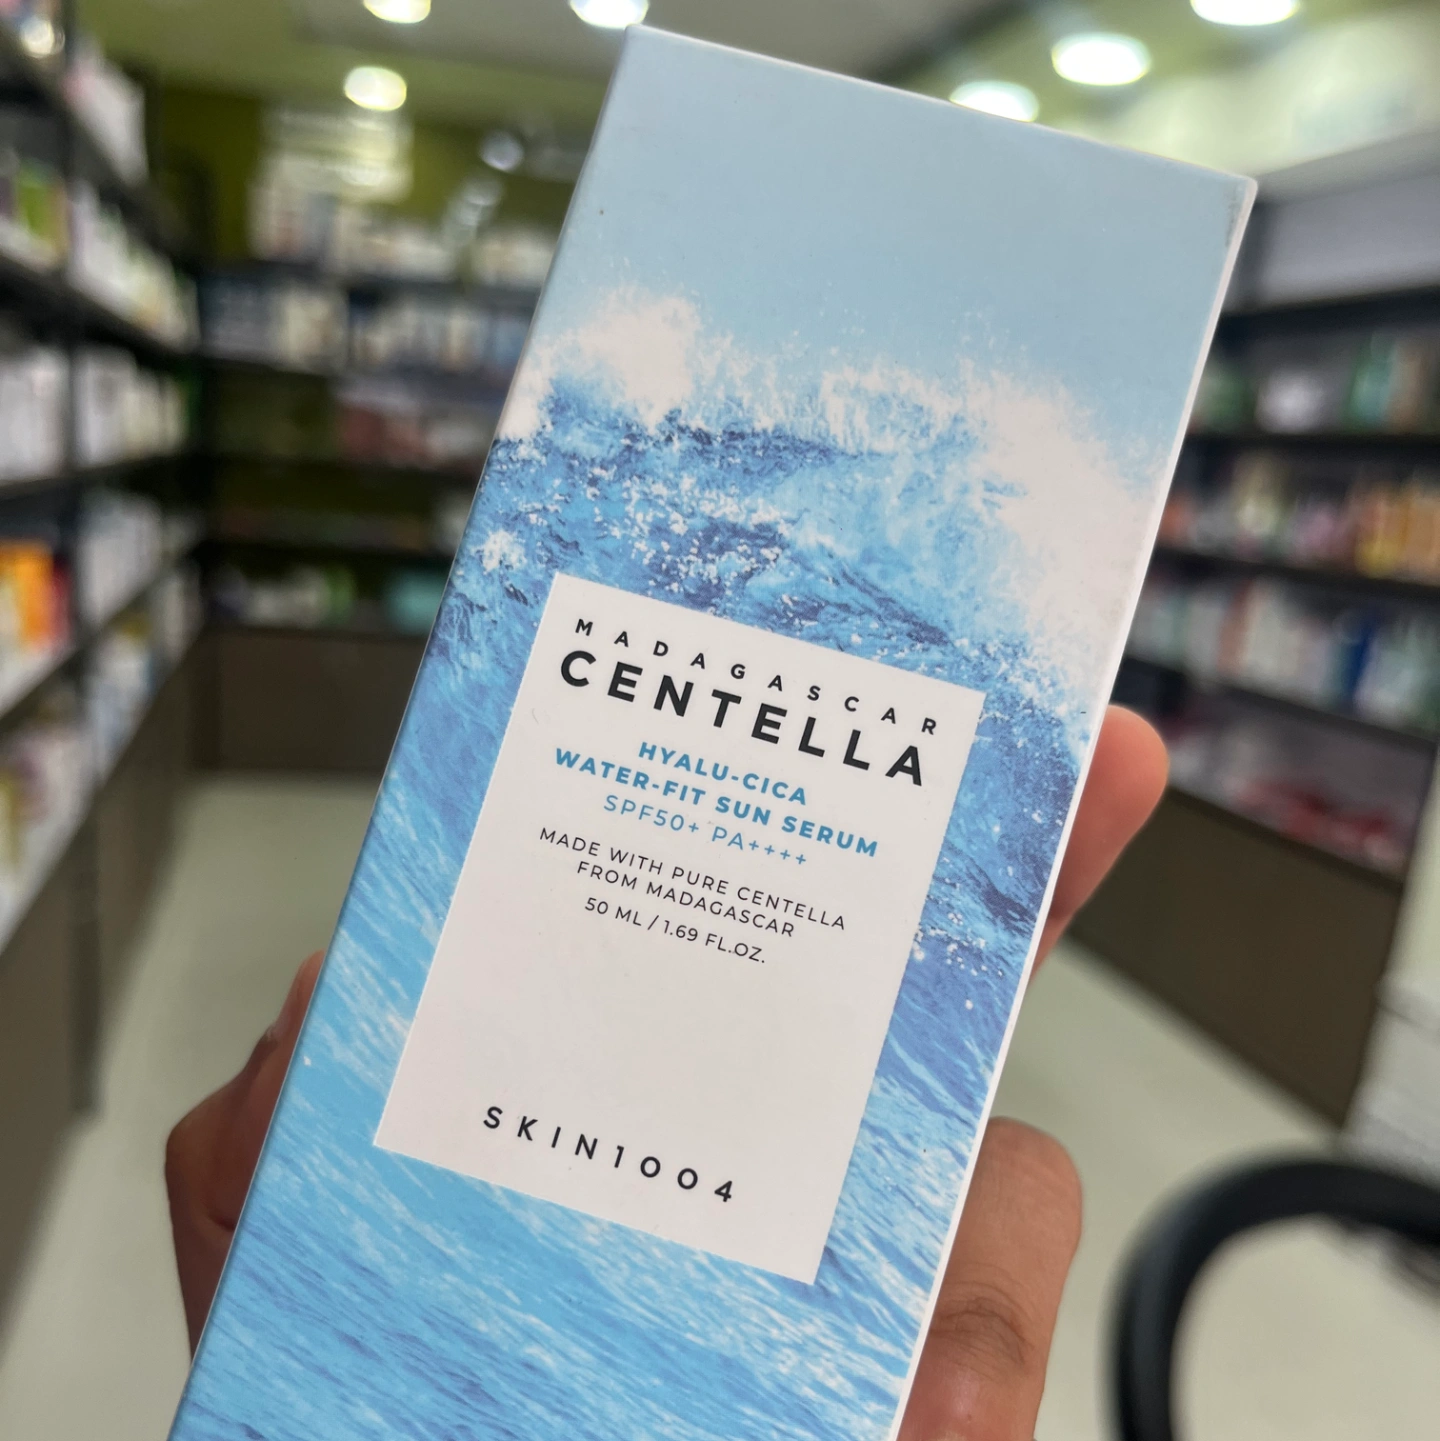 MADAGASCAR
CENTELLA
HYALU-CICA
WATER-FIT SUN SERUM
SPF50+ PA++++
MADE WITH PURE CENTELLA
FROM MADAGASCAR
50 ML / 1.69 FL.OZ.
SKIN1004